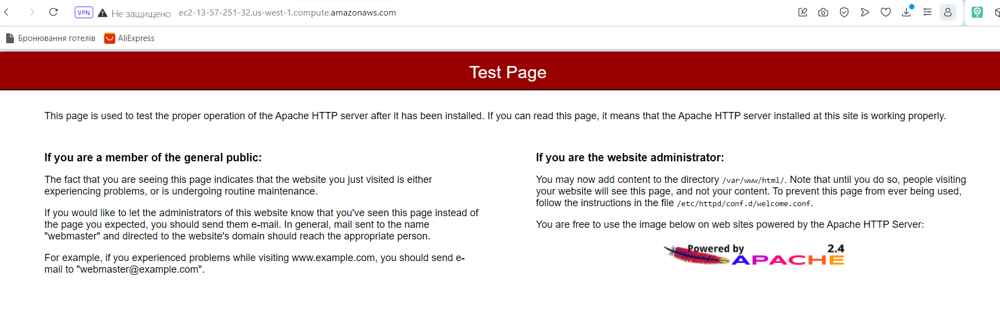 VPN Не защищено ec2-13-57-251-32.us-west-1.compute.amazonaws.com
Бронювання готелів AliExpress
Test Page
This page is used to test the proper operation of the Apache HTTP server after it has been installed. If you can read this page, it means that the Apache HTTP server installed at this site is working properly.
If you are a member of the general public:
The fact that you are seeing this page indicates that the website you just visited is either
experiencing problems, or is undergoing routine maintenance.
If you would like to let the administrators of this website know that you've seen this page instead of
the page you expected, you should send them e-mail. In general, mail sent to the name
"webmaster" and directed to the website's domain should reach the appropriate person.
For example, if you experienced problems while visiting www.example.com, you should send e-
mail to "webmaster@example.com".
If you are the website administrator:
You may now add content to the directory /var/www/html/. Note that until you do so, people visiting
your website will see this page, and not your content. To prevent this page from ever being used,
follow the instructions in the file /etc/httpd/conf.d/welcome.conf.
You are free to use the image below on web sites powered by the Apache HTTP Server:
Powered by 2.4
APACHE